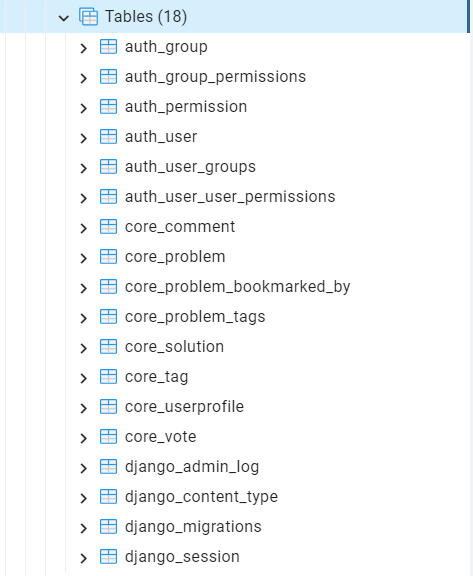 Tables (18)
auth_group
auth_group_permissions
auth_permission
auth_user
auth_user_groups
auth_user_user_permissions
core_comment
core_problem
core_problem_bookmarked_by
core_problem_tags
core_solution
core_tag
core_userprofile
core_vote
django_admin_log
django_content_type
django_migrations
django_session